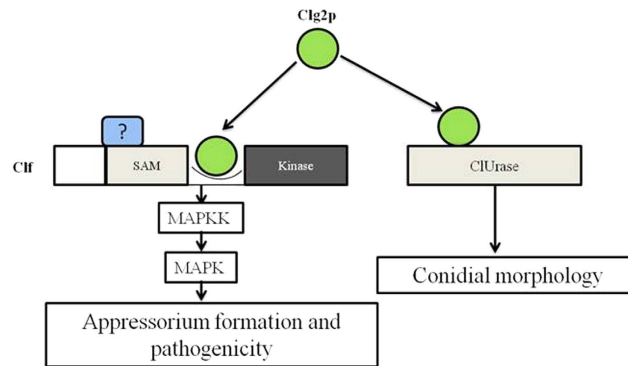 Clg2p
?
Clf
SAM
Kinase
ClUrase
MAPKK
MAPK
Conidial morphology
Appressorium formation and
pathogenicity